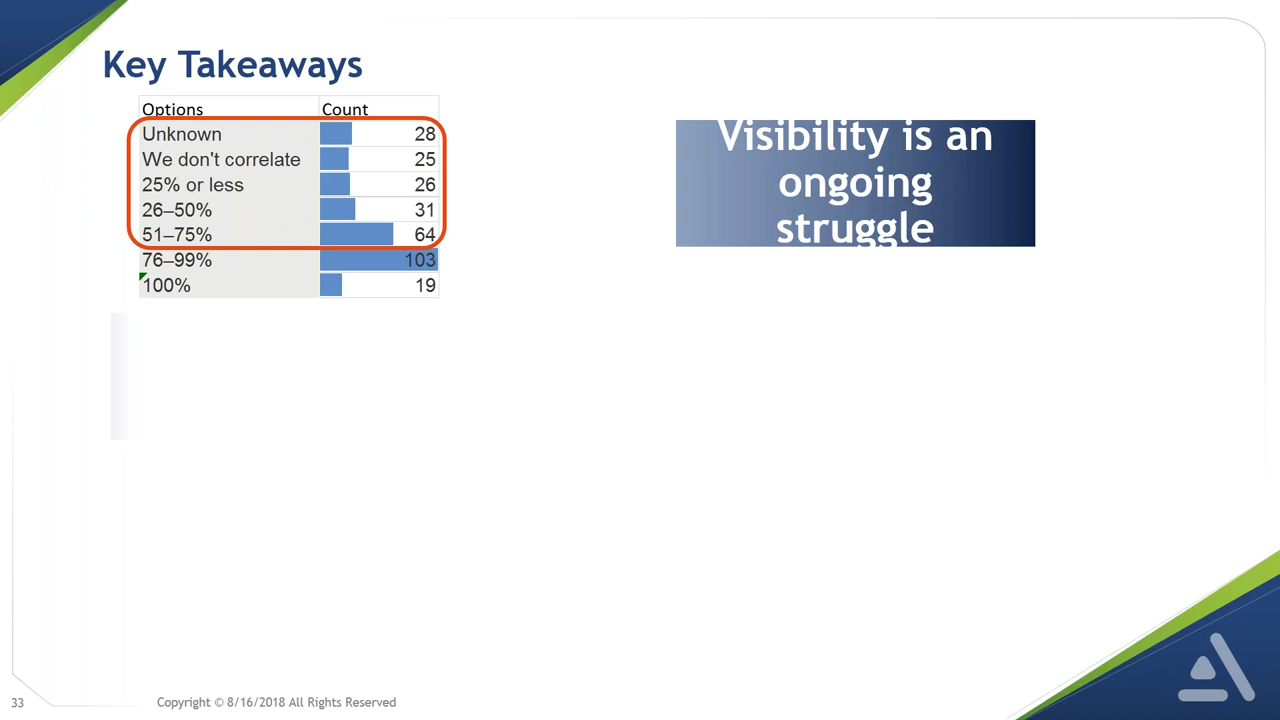 Key Takeaways
Options Count
Unknown 28
We don't correlate 25
25% or less 26
26–50% 31
51–75% 64
76–99% 103
100% 19
Visibility is an
ongoing
struggle
33 Copyright © 8/16/2018 All Rights Reserved